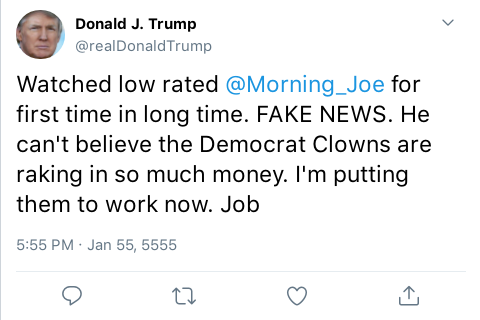 Donald J. Trump
@realDonaldTrump
Watched low rated @Morning_Joe for
first time in long time. FAKE NEWS. He
can't believe the Democrat Clowns are
raking in so much money. I'm putting
them to work now. Job
5:55 PM · Jan 55, 5555